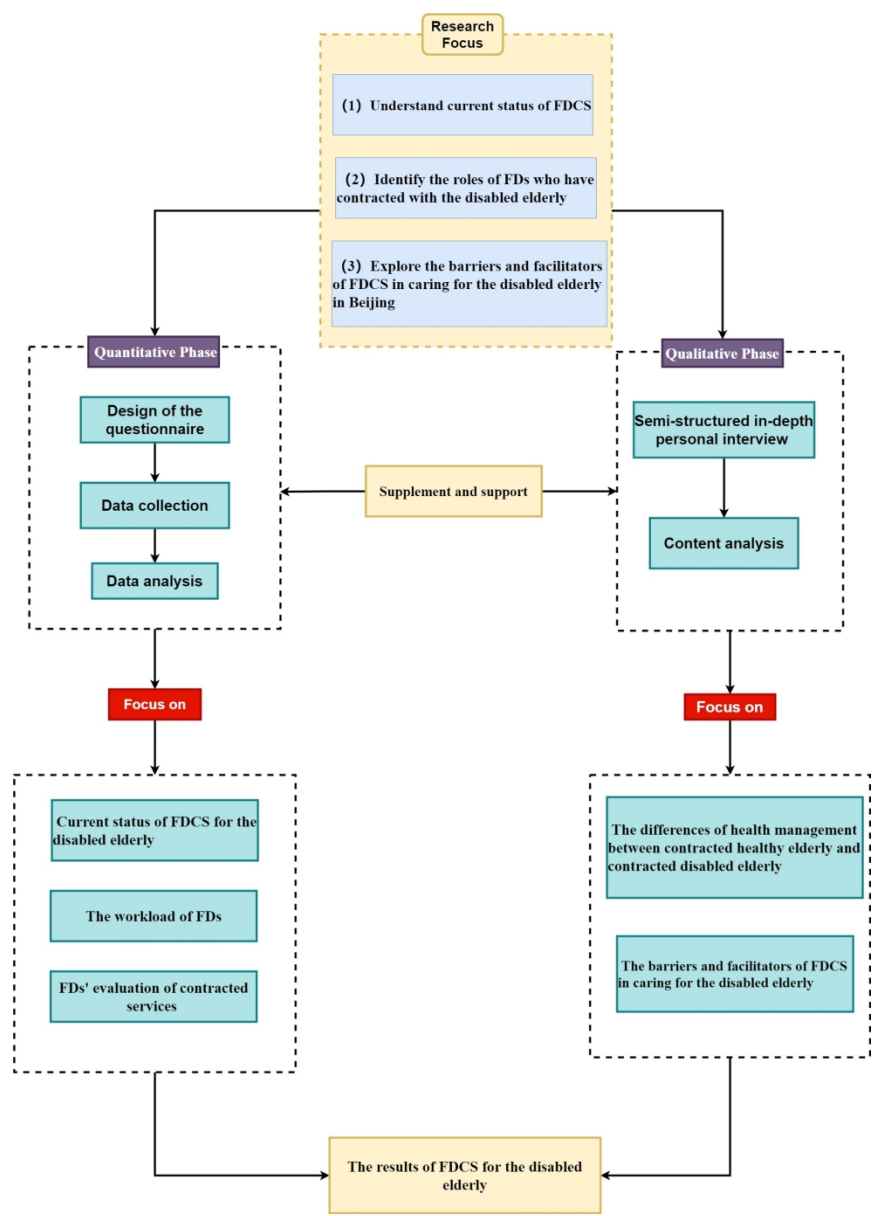 Research
Focus
(1) Understand current status of FDCS
(2) Identify the roles of FDs who have
contracted with the disabled elderly
(3) Explore the barriers and facilitators
of FDCS in caring for the disabled elderly
in Beijing
Quantitative Phase
Qualitative Phase
Design of the
questionnaire
Data collection
Data analysis
Supplement and support
Semi-structured in-depth
personal interview
Content analysis
Focus on
Focus on
Current status of FDCS for the
disabled elderly
The workload of FDs
FDs' evaluation of contracted
services
The differences of health management
between contracted healthy elderly and
contracted disabled elderly
The barriers and facilitators of FDCS
in caring for the disabled elderly
The results of FDCS for the disabled
elderly